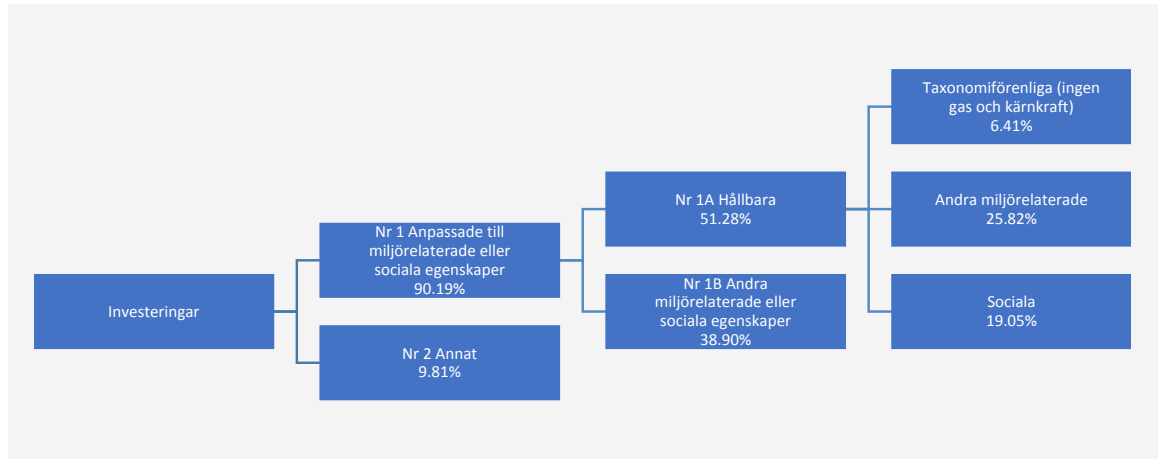 Investeringar
Nr 1 Anpassade till
miljörelaterade eller
sociala egenskaper
90.19%
Nr 2 Annat
9.81%
Nr 1A Hållbara
51.28%
Nr 1B Andra
miljörelaterade eller
sociala egenskaper
38.90%
Taxonomiförenliga (ingen
gas och kärnkraft)
6.41%
Andra miljörelaterade
25.82%
Sociala
19.05%